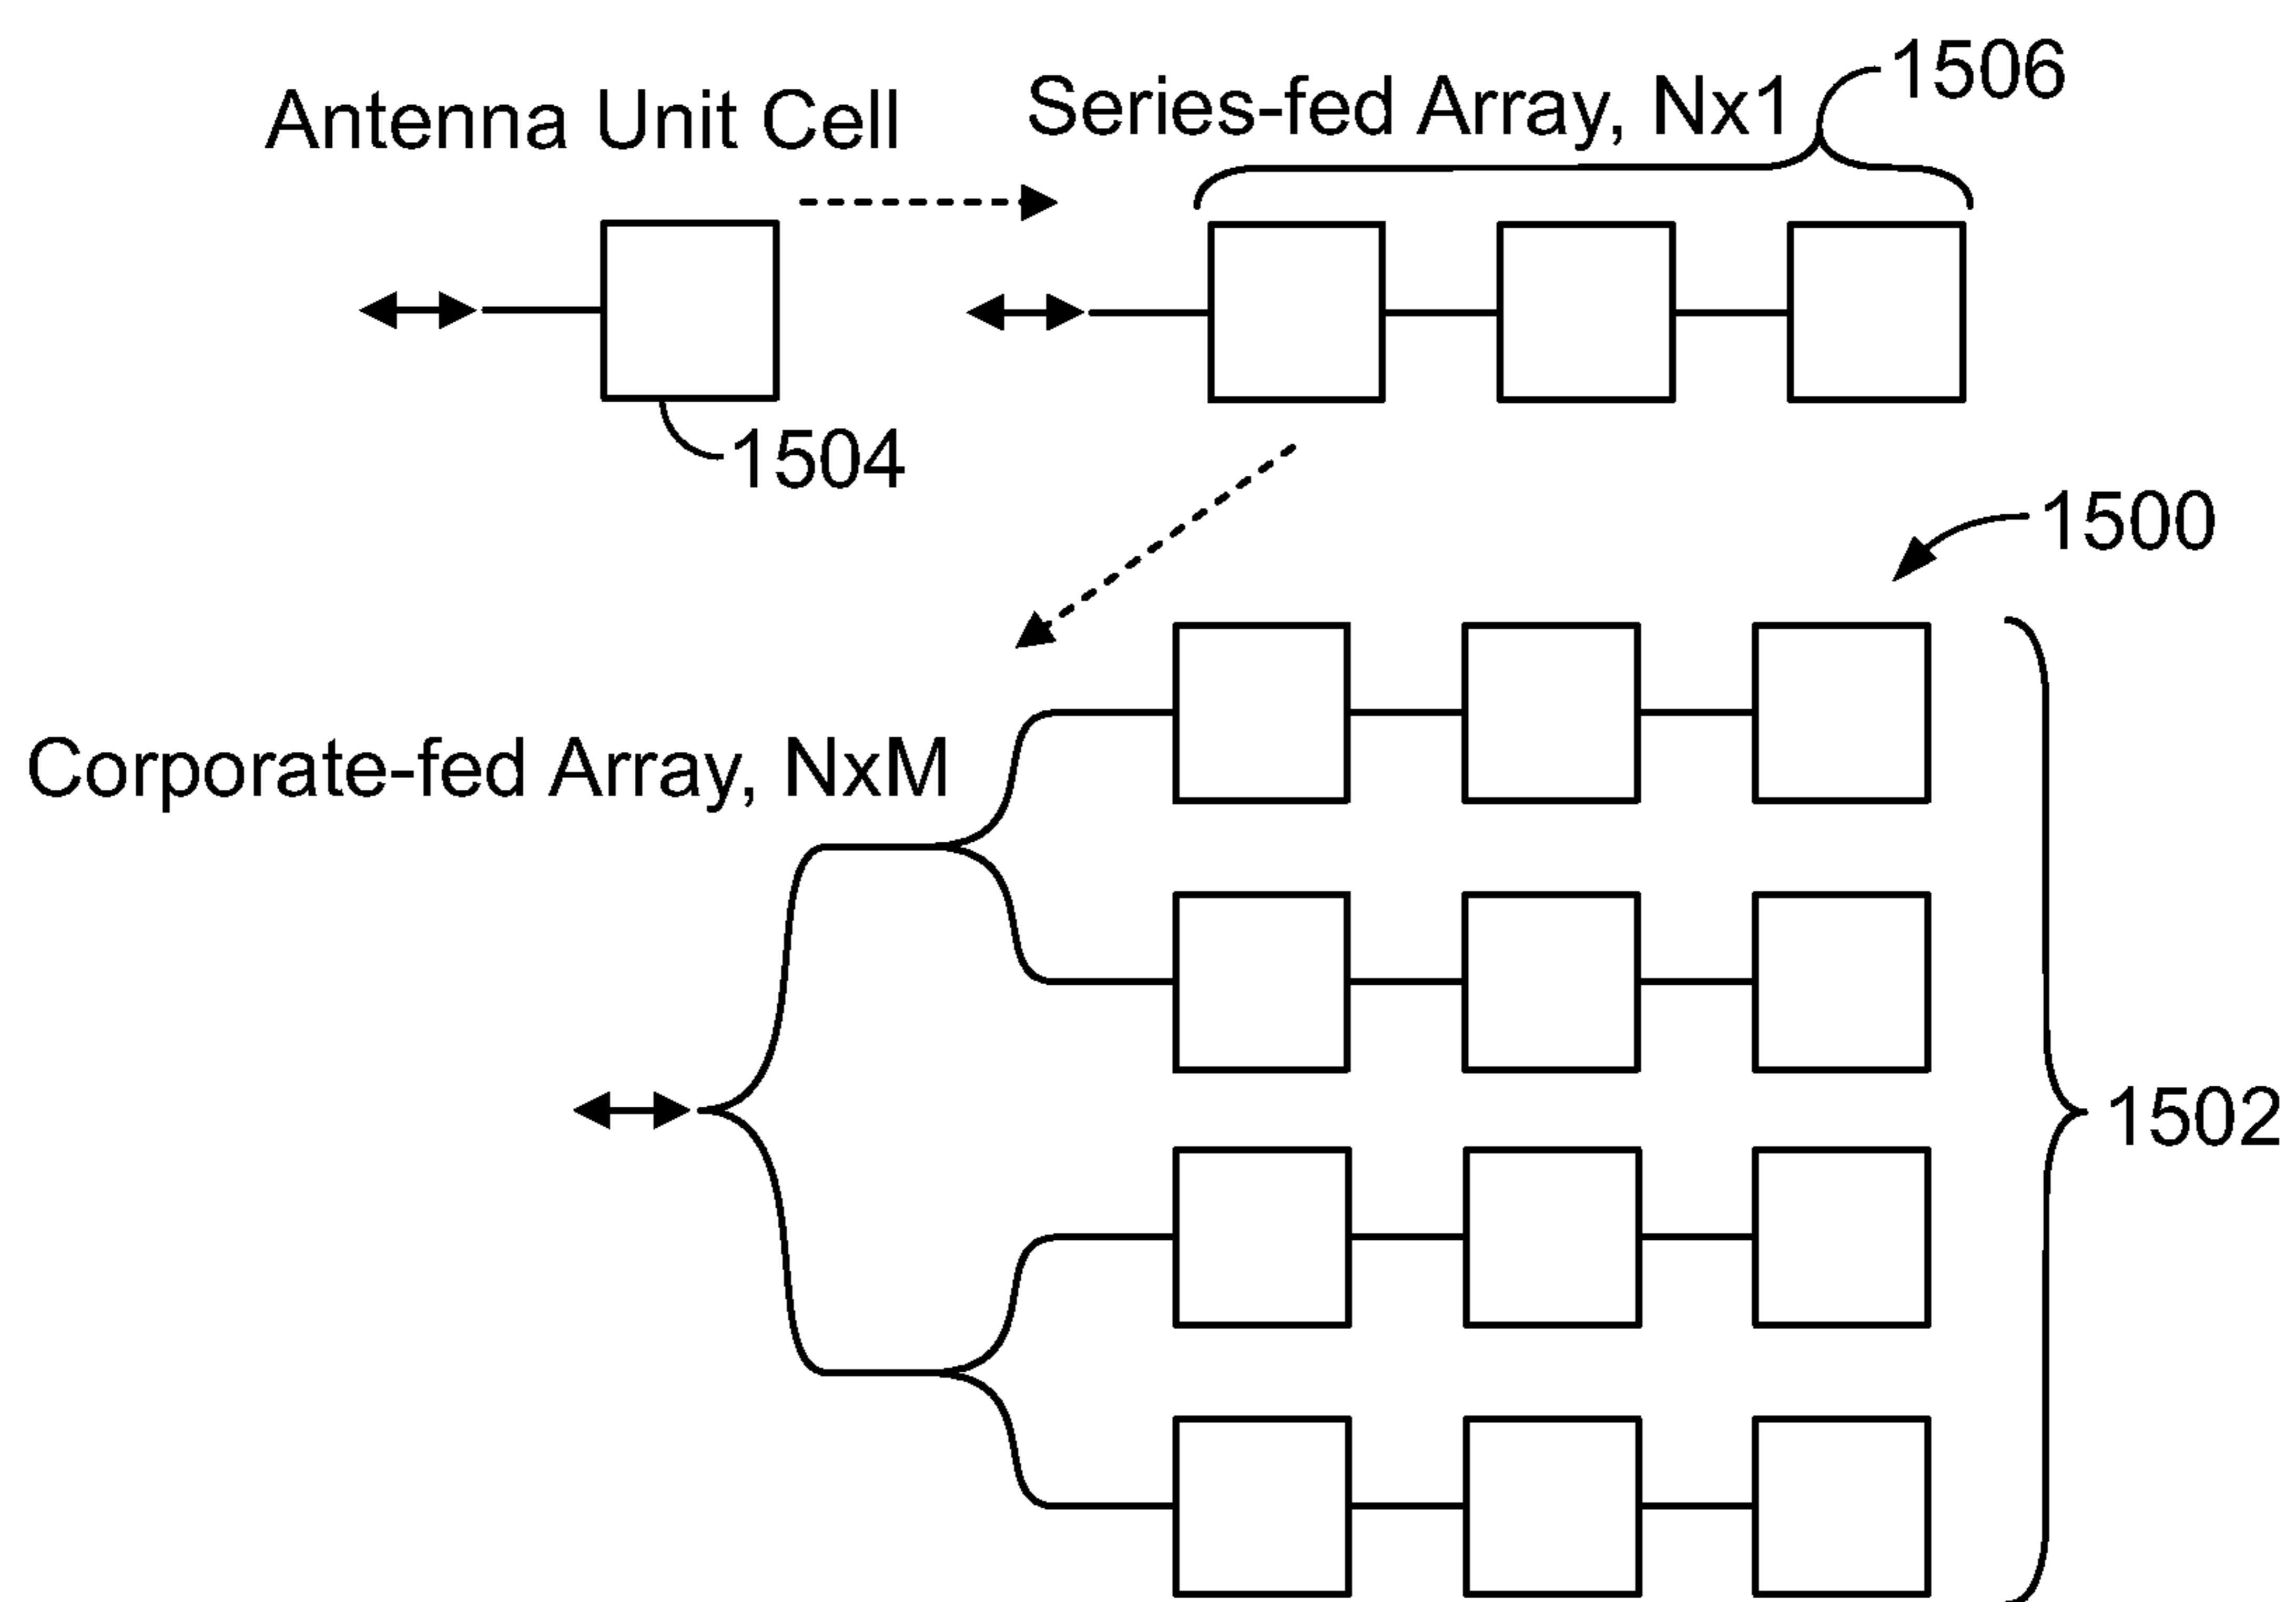 1506
Antenna Unit Cell
Series-fed Array, Nx1
1504
1500
Corporate-fed Array, NxM
1502